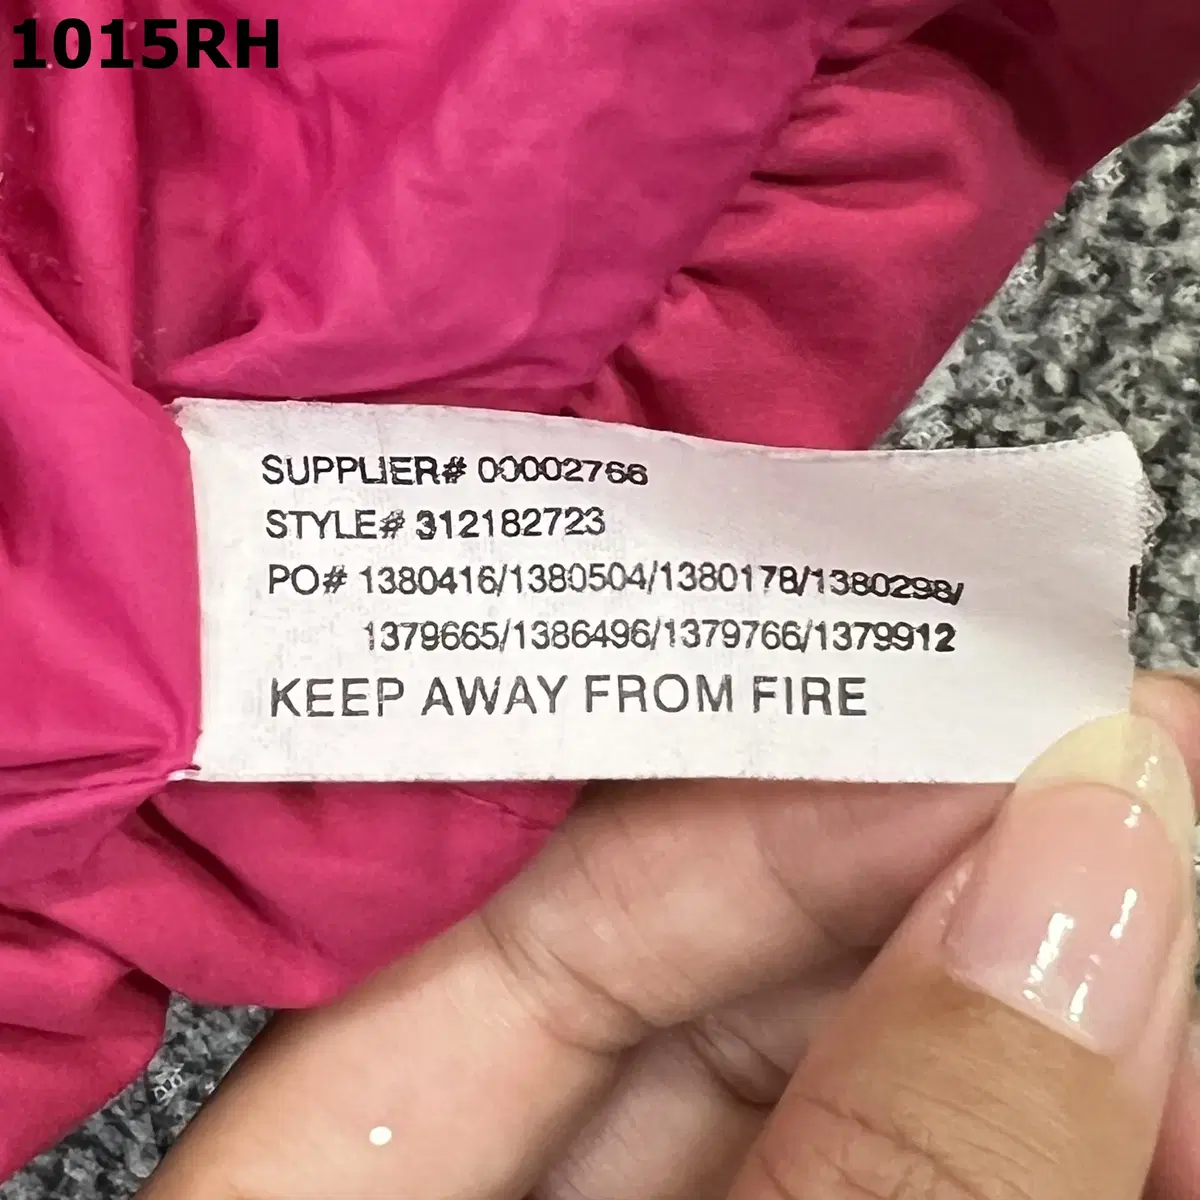 1015RH
SUPPLIER# 00002766
STYLE# 312182723
PO# 1380416/1380504/1380178/1380298/
1379665/1386496/1379766/1379912
KEEP AWAY FROM FIRE